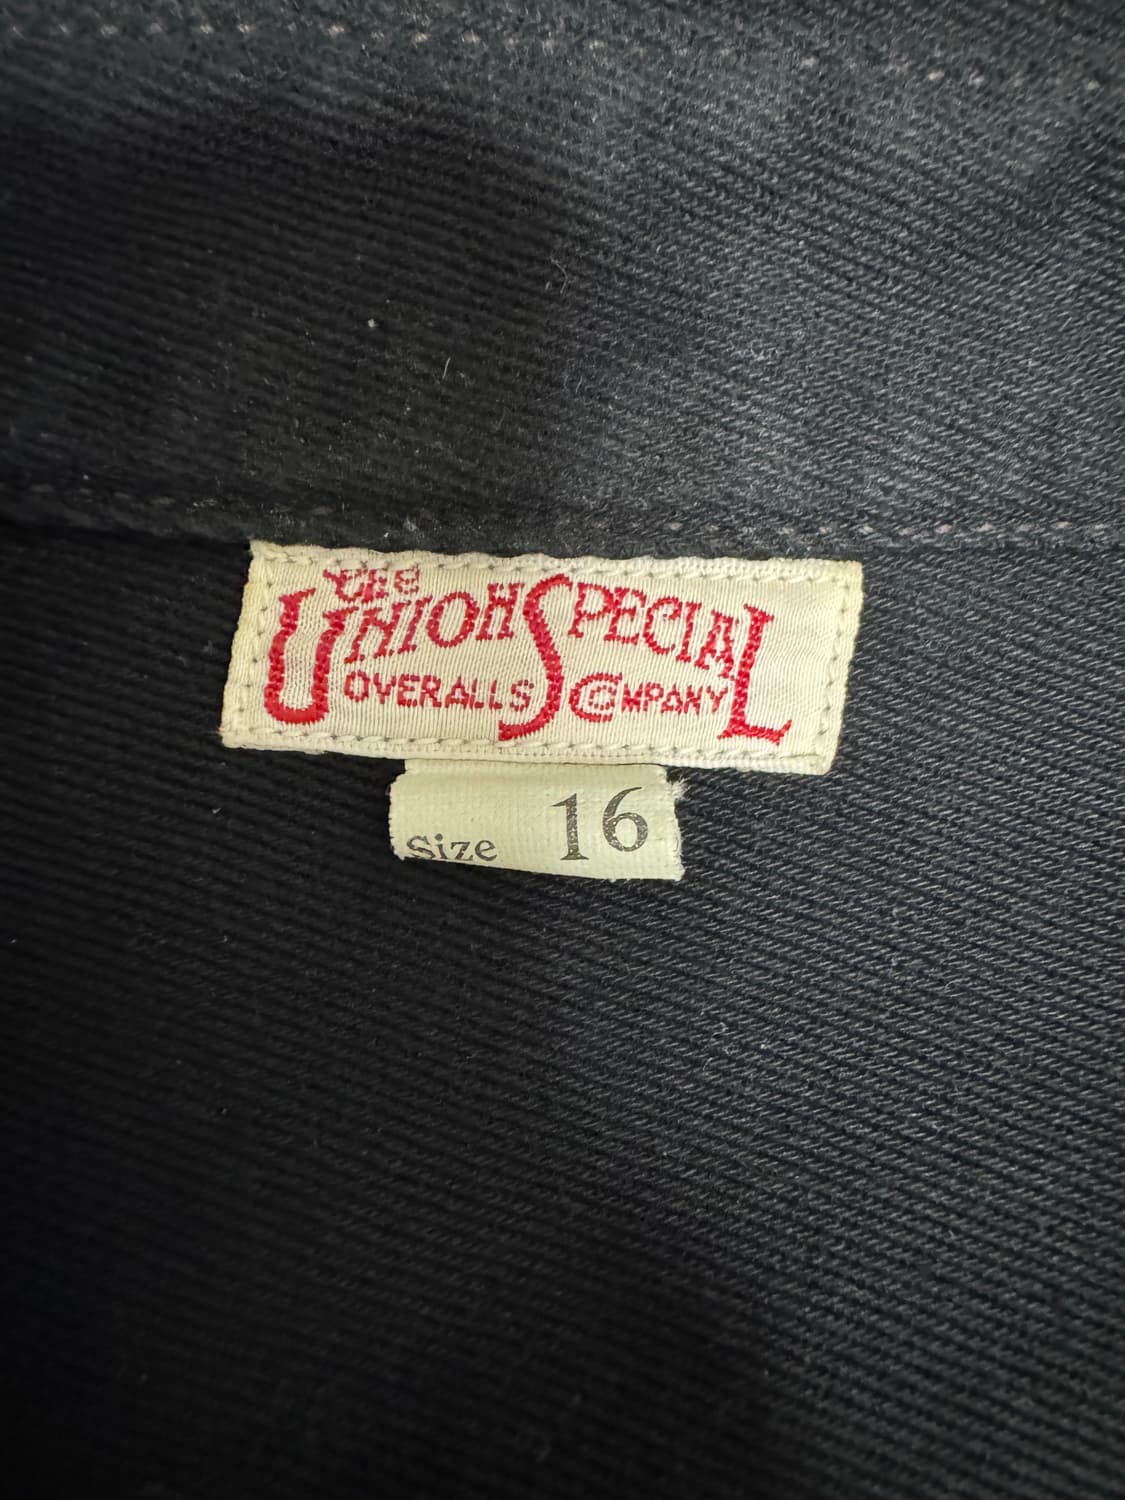 The
UNION SPECIAL
OVERALLS COMPANY
Size 16